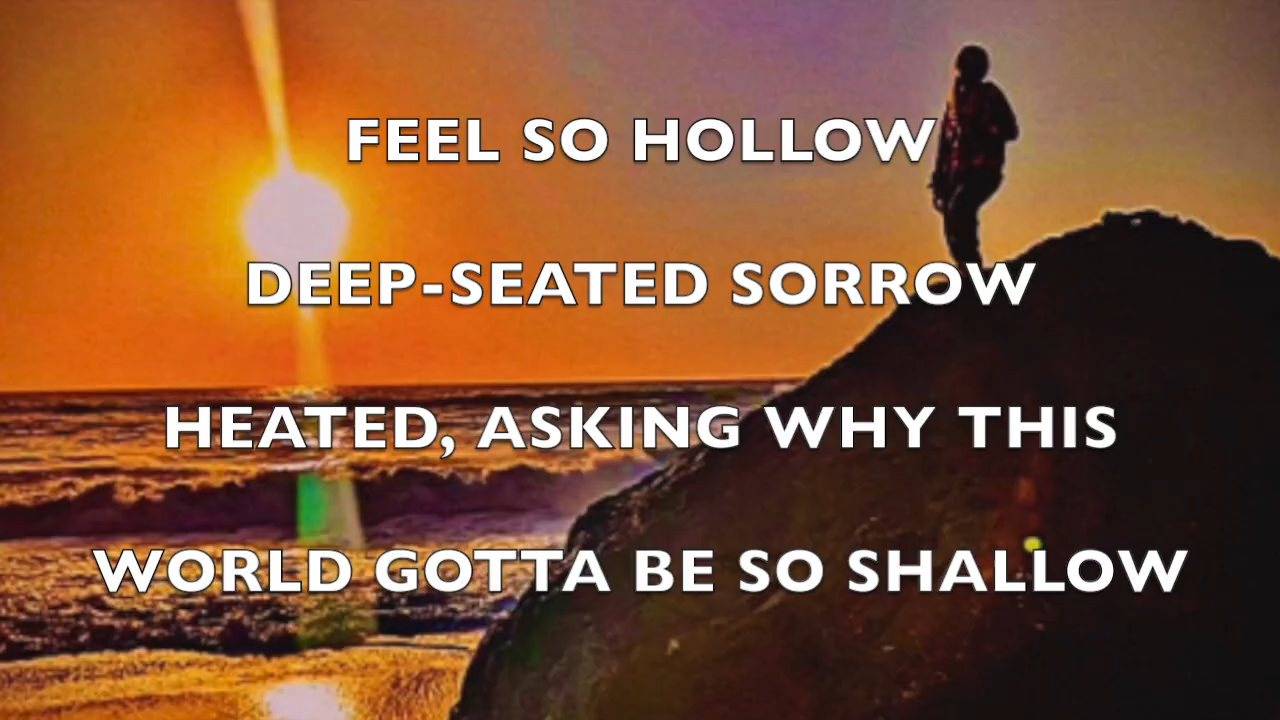 FEEL SO HOLLOW
DEEP-SEATED SORROW
HEATED, ASKING WHY THIS
WORLD GOTTA BE SO SHALLOW